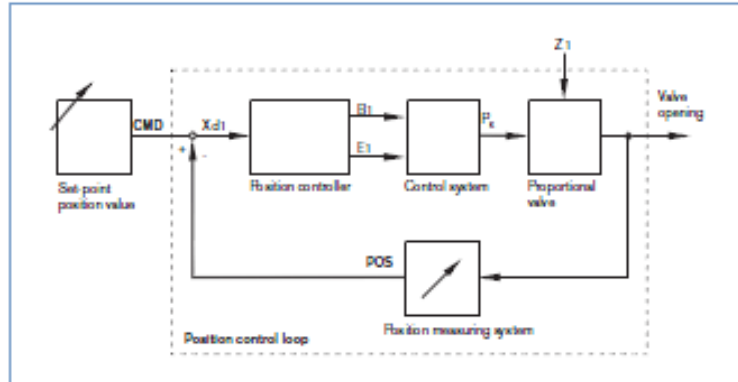 Z1
Valve
opening
CMD
Xd1
B1
E1
P
+
-
Set-point
position value
Position controller
Control system
Proportional
valve
POS
Position measuring system
Position control loop